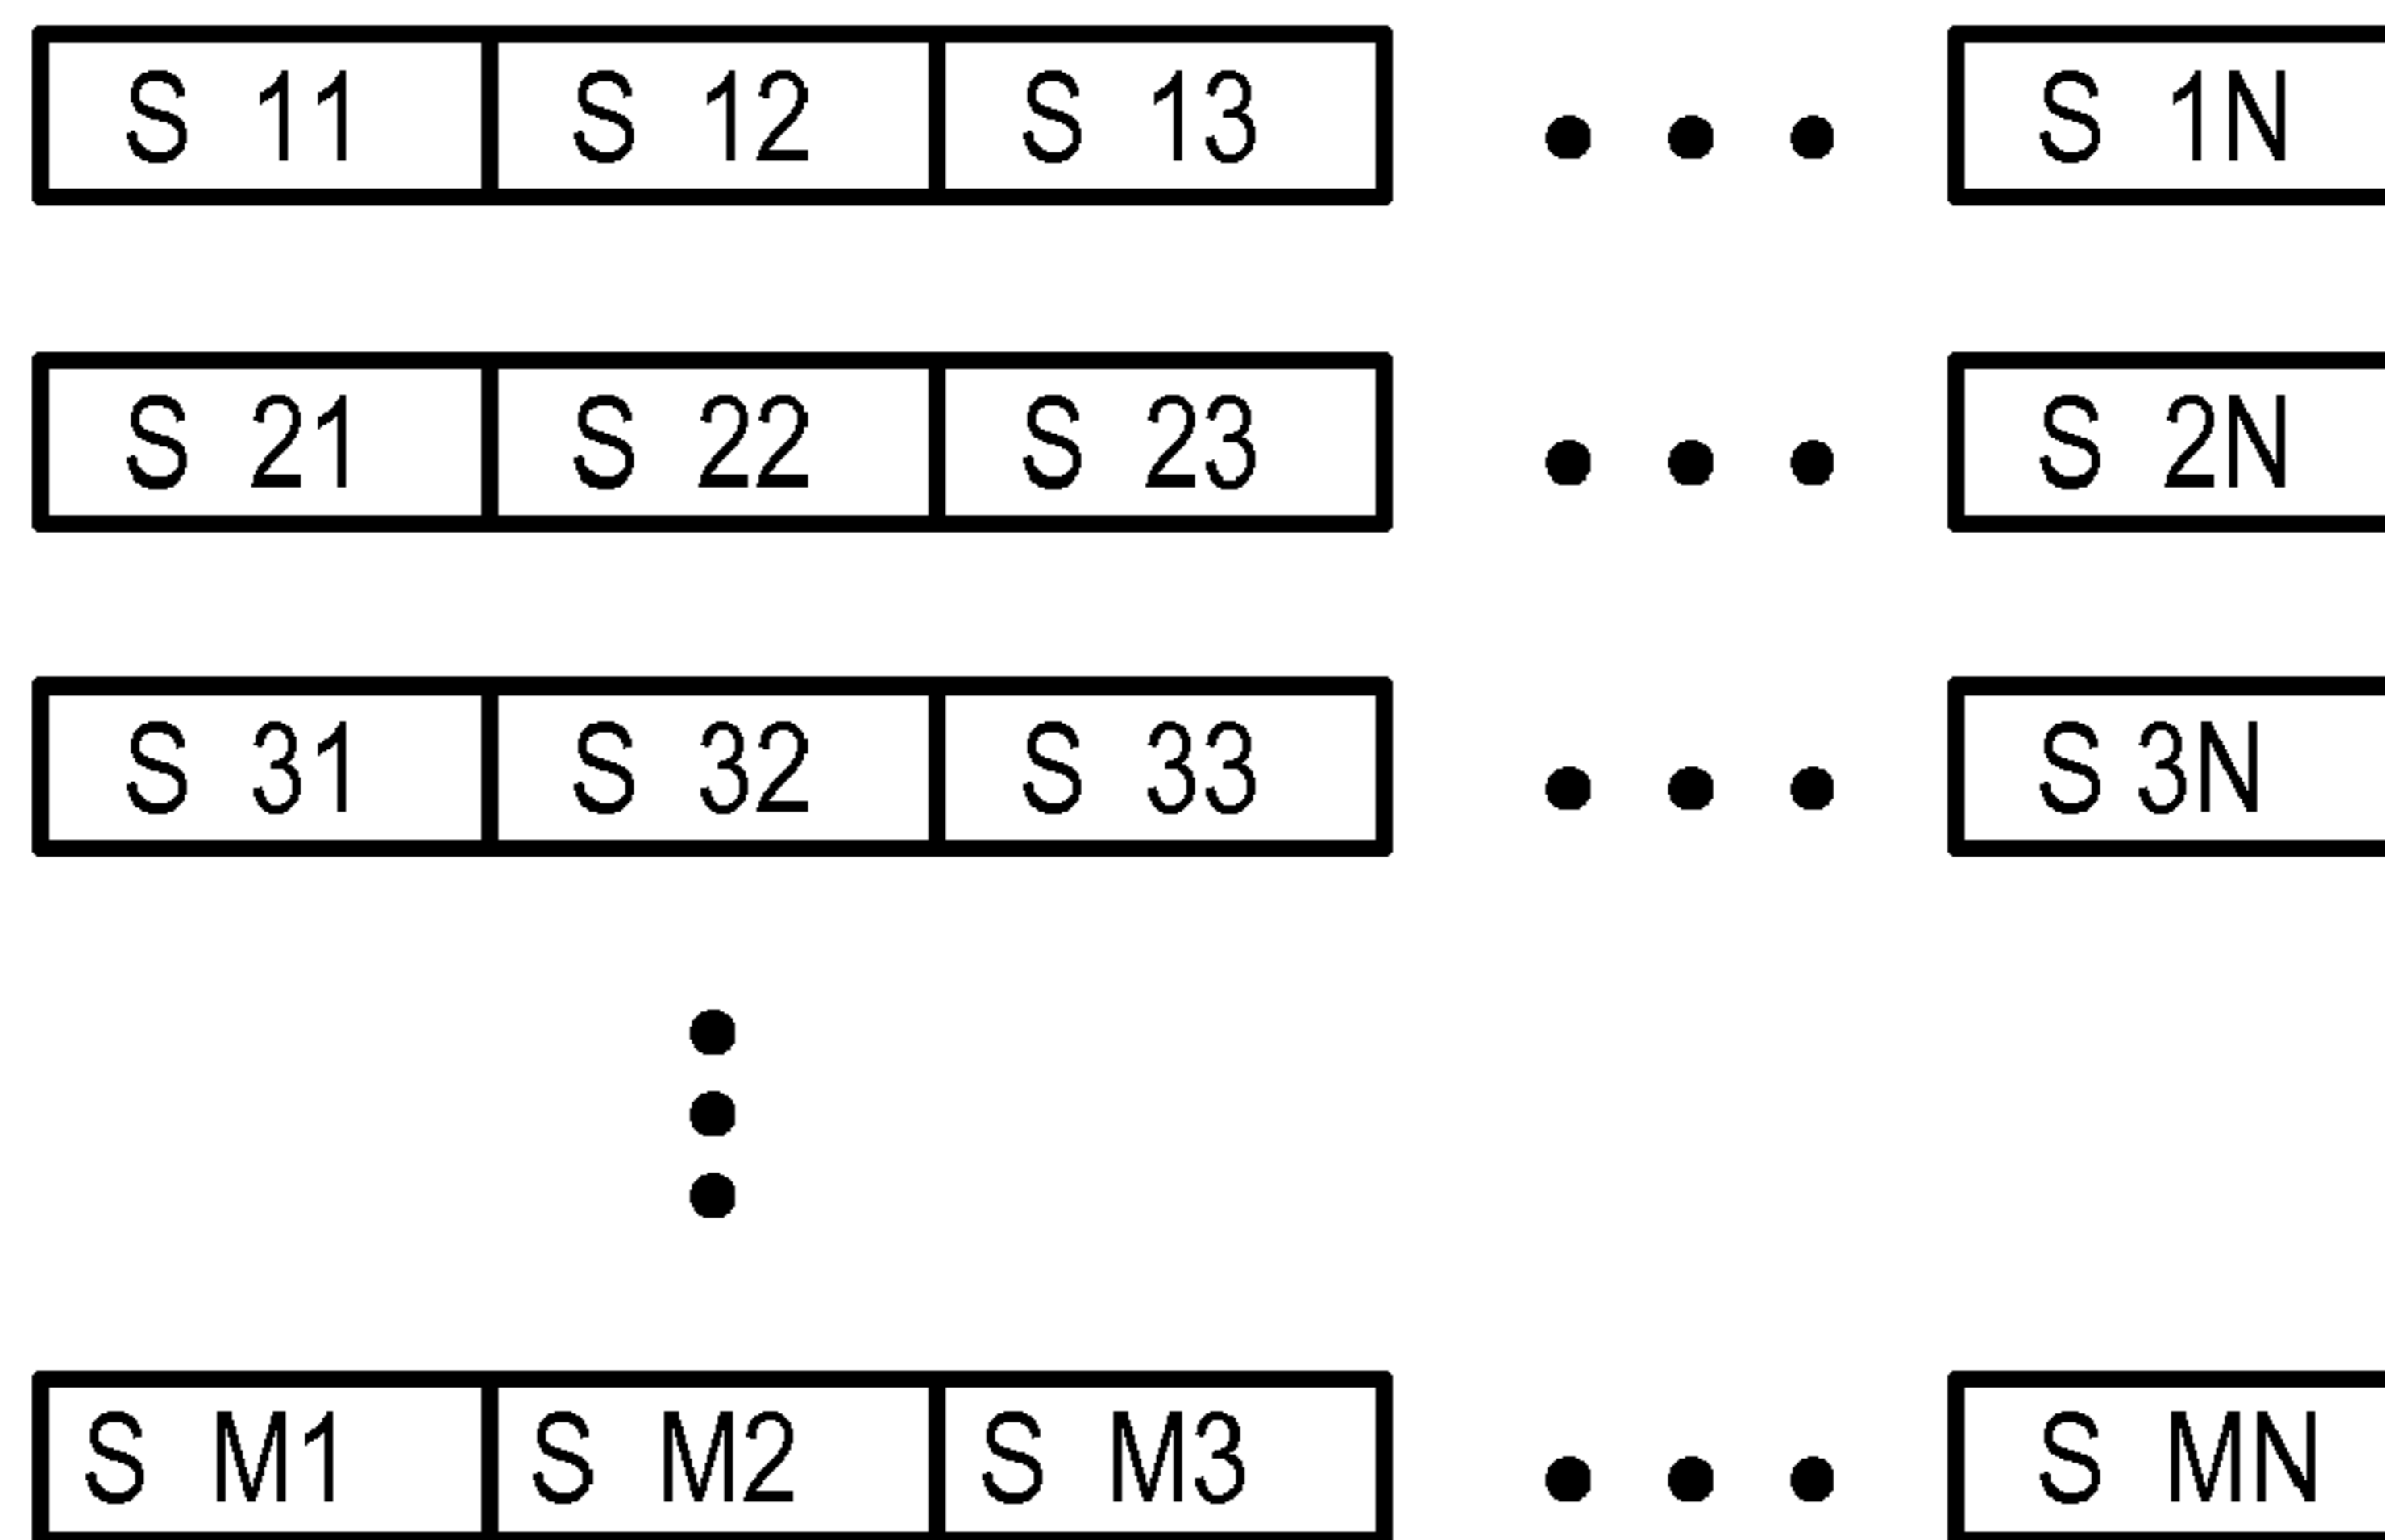 S 11 S 12 S 13 • • • S 1N
S 21 S 22 S 23 • • • S 2N
S 31 S 32 S 33 • • • S 3N
S M1 S M2 S M3 • • • S MN